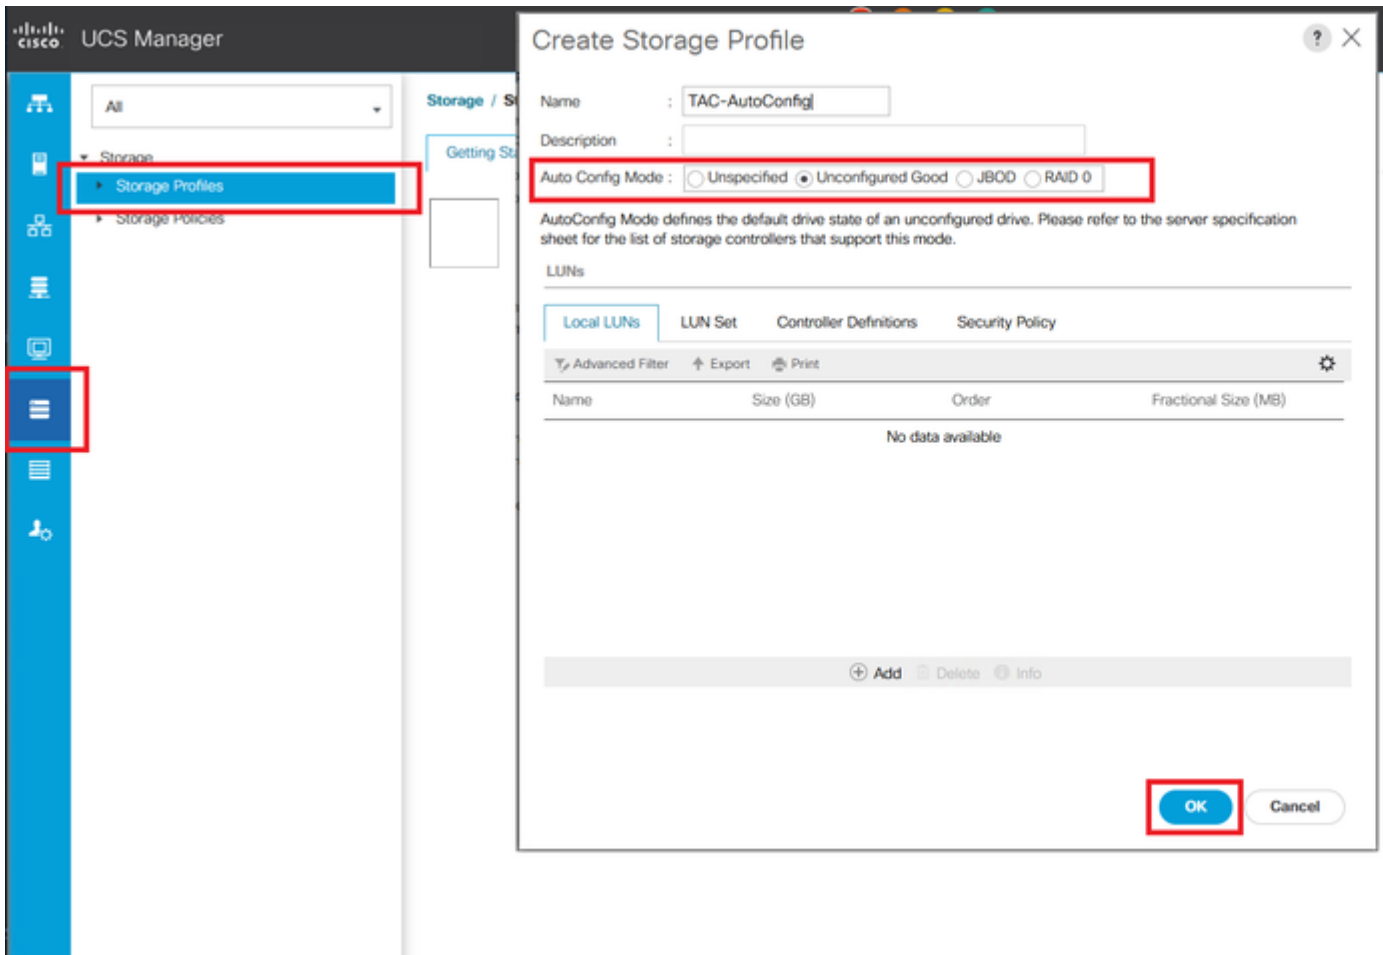 CISCO
UCS Manager
Create Storage Profile
?
All
Storage /
Name : TAC-AutoConfig
Description :
Getting
Auto Config Mode : Unspecified Unconfigured Good JBOD RAID 0
Storage
Storage Profiles
Storage Policies
AutoConfig Mode defines the default drive state of an unconfigured drive. Please refer to the server specification
sheet for the list of storage controllers that support this mode.
LUNs
Local LUNs LUN Set Controller Definitions Security Policy
Advanced Filter Export Print
Name Size (GB) Order Fractional Size (MB)
No data available
Add Delete Info
OK Cancel